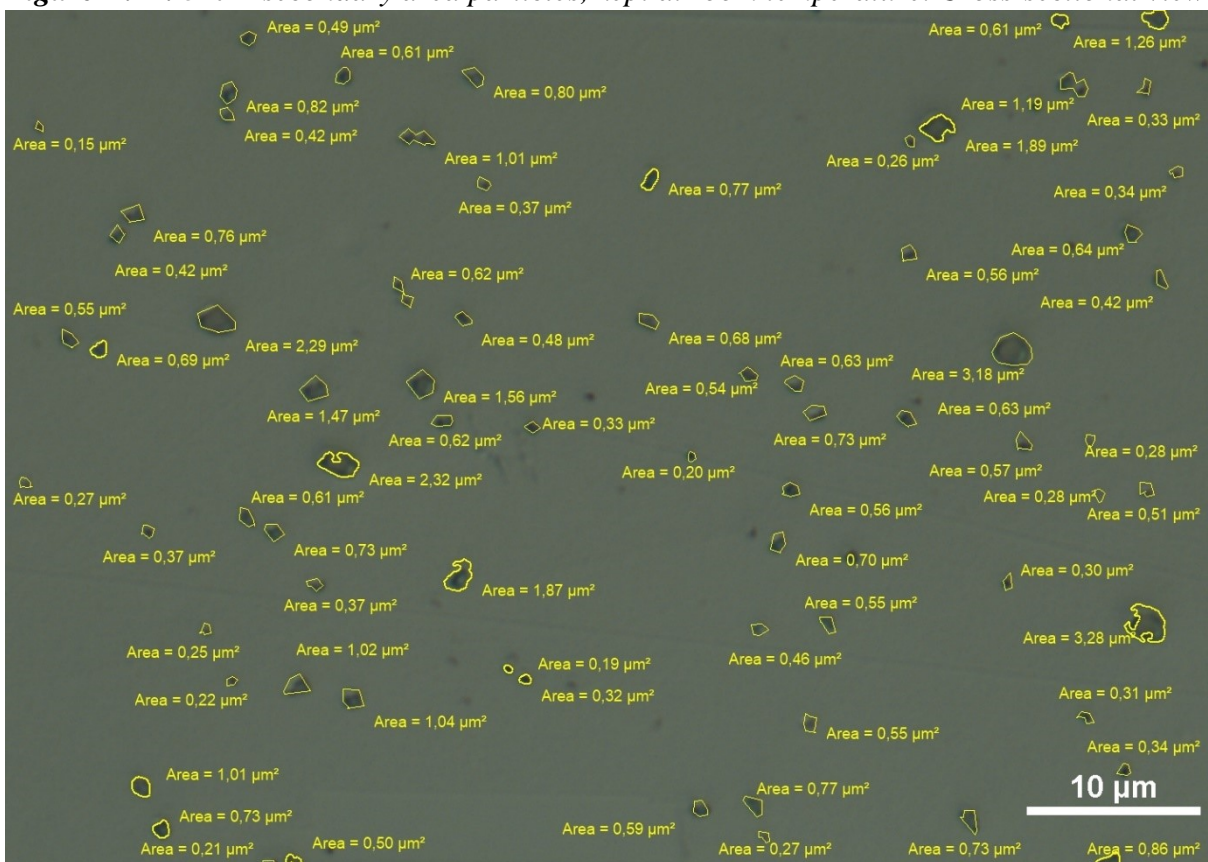 Area = 0,49 µm²
Area = 0,61 µm²
Area = 0,61 µm²
Area = 1,26 µm²
Area = 0,80 µm²
Area = 0,82 µm²
Area = 1,19 µm²
Area = 0,33 µm²
Area = 0,15 µm²
Area = 0,42 µm²
Area = 1,01 µm²
Area = 0,26 µm²
Area = 1,89 µm²
Area = 0,37 µm²
Area = 0,77 µm²
Area = 0,34 µm²
Area = 0,76 µm²
Area = 0,64 µm²
Area = 0,42 µm²
Area = 0,62 µm²
Area = 0,56 µm²
Area = 0,42 µm²
Area = 0,55 µm²
Area = 0,69 µm²
Area = 2,29 µm²
Area = 0,48 µm²
Area = 0,68 µm²
Area = 0,63 µm²
Area = 3,18 µm²
Area = 1,47 µm²
Area = 1,56 µm²
Area = 0,54 µm²
Area = 0,63 µm²
Area = 0,62 µm²
Area = 0,33 µm²
Area = 0,73 µm²
Area = 0,28 µm²
Area = 2,32 µm²
Area = 0,20 µm²
Area = 0,57 µm²
Area = 0,27 µm²
Area = 0,61 µm²
Area = 0,56 µm²
Area = 0,28 µm²
Area = 0,51 µm²
Area = 0,37 µm²
Area = 0,73 µm²
Area = 0,70 µm²
Area = 0,30 µm²
Area = 0,37 µm²
Area = 1,87 µm²
Area = 0,55 µm²
Area = 3,28 µm²
Area = 0,25 µm²
Area = 1,02 µm²
Area = 0,46 µm²
Area = 0,19 µm²
Area = 0,22 µm²
Area = 1,04 µm²
Area = 0,32 µm²
Area = 0,31 µm²
Area = 0,55 µm²
Area = 0,34 µm²
Area = 1,01 µm²
Area = 0,77 µm²
10 µm
Area = 0,73 µm²
Area = 0,59 µm²
Area = 0,21 µm²
Area = 0,50 µm²
Area = 0,27 µm²
Area = 0,73 µm²
Area = 0,86 µm²